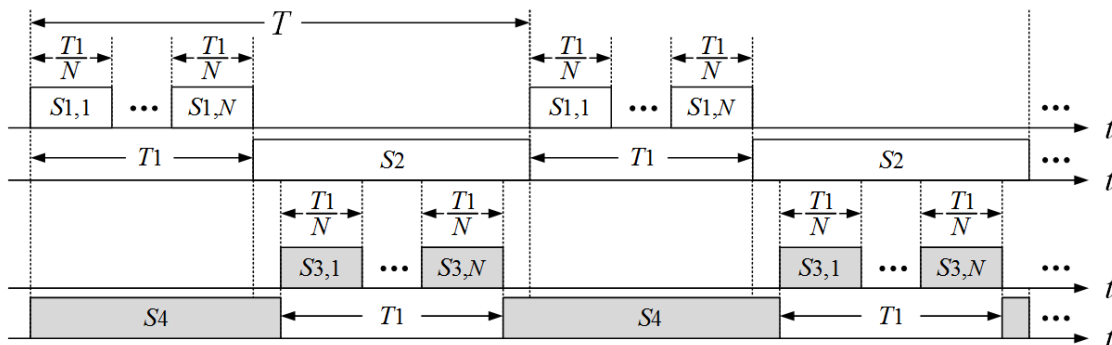 T
T1/N T1/N T1/N T1/N
S1,1 ••• S1,N S1,1 ••• S1,N ••• t
T1 S2 T1 S2 ••• t
T1/N T1/N T1/N T1/N
S3,1 ••• S3,N S3,1 ••• S3,N ••• t
S4 T1 S4 T1 ••• t